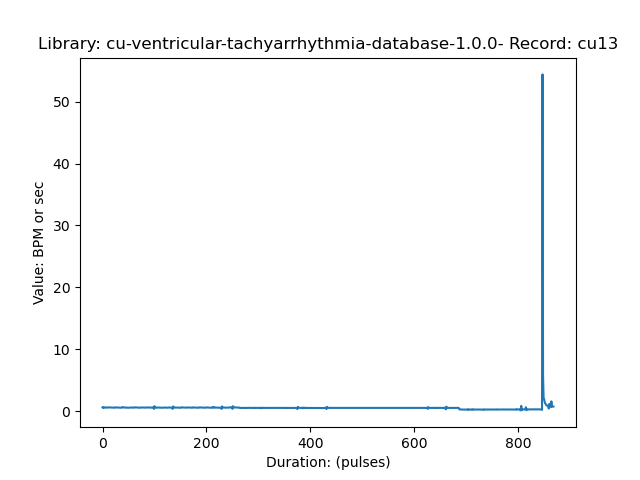 Library: cu-ventricular-tachyarrhythmia-database-1.0.0- Record: cu13
50
40
30
20
10
0
Value: BPM or sec
0 200 400 600 800
Duration: (pulses)